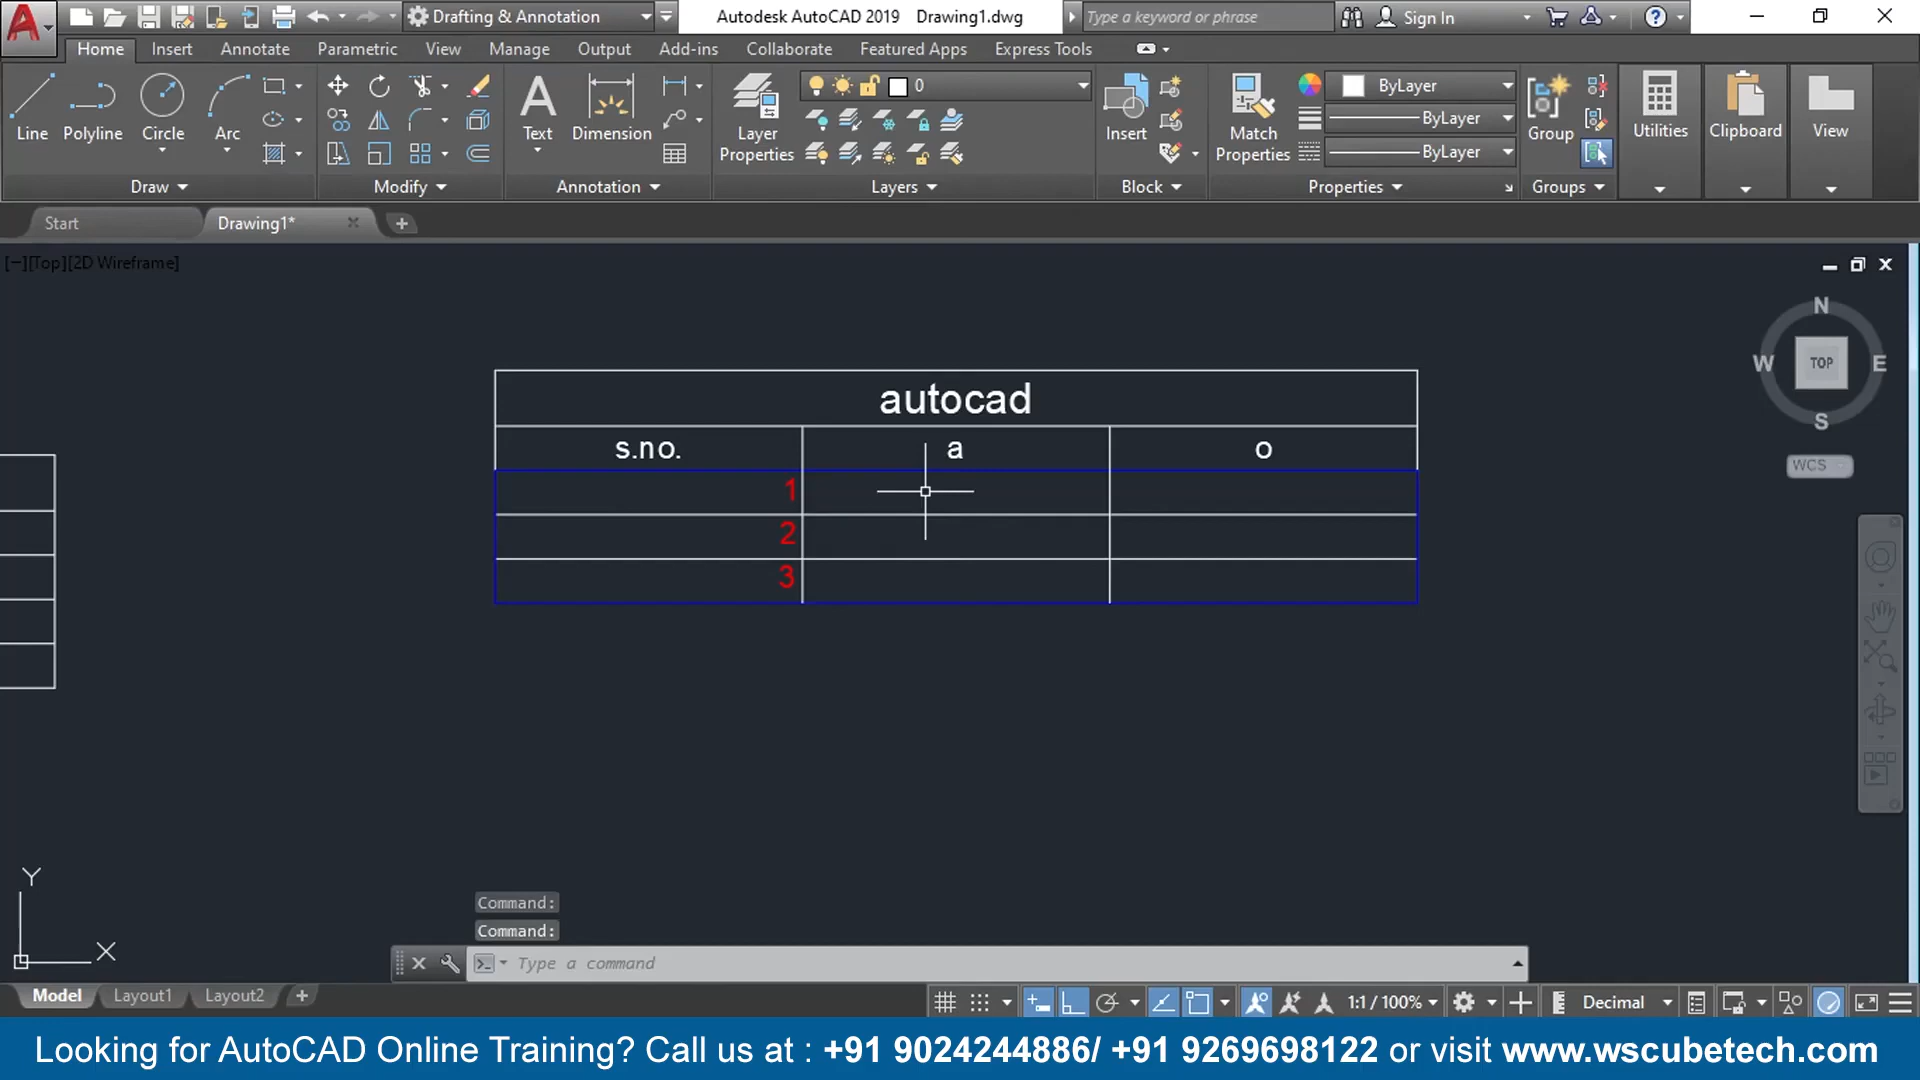 Drafting & Annotation
Autodesk AutoCAD 2019 Drawing1.dwg
Type a keyword or phrase
Sign In
Home Insert Annotate Parametric View Manage Output Add-ins Collaborate Featured Apps Express Tools
Line Polyline Circle Arc
Text Dimension
Layer Properties
0
Insert
Match Properties
ByLayer
ByLayer
ByLayer
Group
Utilities
Clipboard
View
Draw Modify Annotation Layers Block Properties Groups
Start Drawing1*
[−][Top][2D Wireframe]
N
W TOP E
S
WCS
autocad
s.no. a o
1
2
3
Y
X
Command:
Command:
Type a command
Model Layout1 Layout2
1:1 / 100% Decimal
Looking for AutoCAD Online Training? Call us at : +91 9024244886/ +91 9269698122 or visit www.wscubetech.com